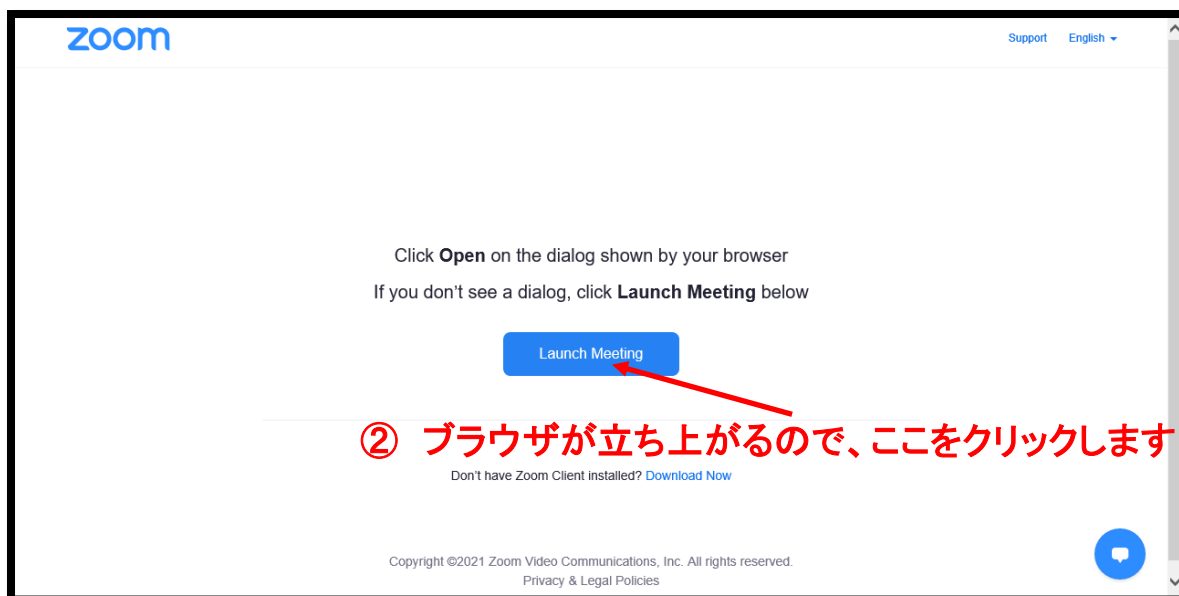 zoom
Support English
Click Open on the dialog shown by your browser
If you don't see a dialog, click Launch Meeting below
Launch Meeting
② ブラウザが立ち上がるので、ここをクリックします
Don't have Zoom Client installed? Download Now
Copyright ©2021 Zoom Video Communications, Inc. All rights reserved.
Privacy & Legal Policies